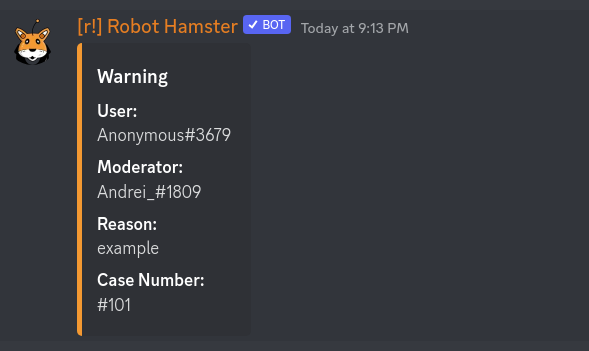 [r!] Robot Hamster ✓ BOT Today at 9:13 PM
Warning
User:
Anonymous#3679
Moderator:
Andrei_#1809
Reason:
example
Case Number:
#101